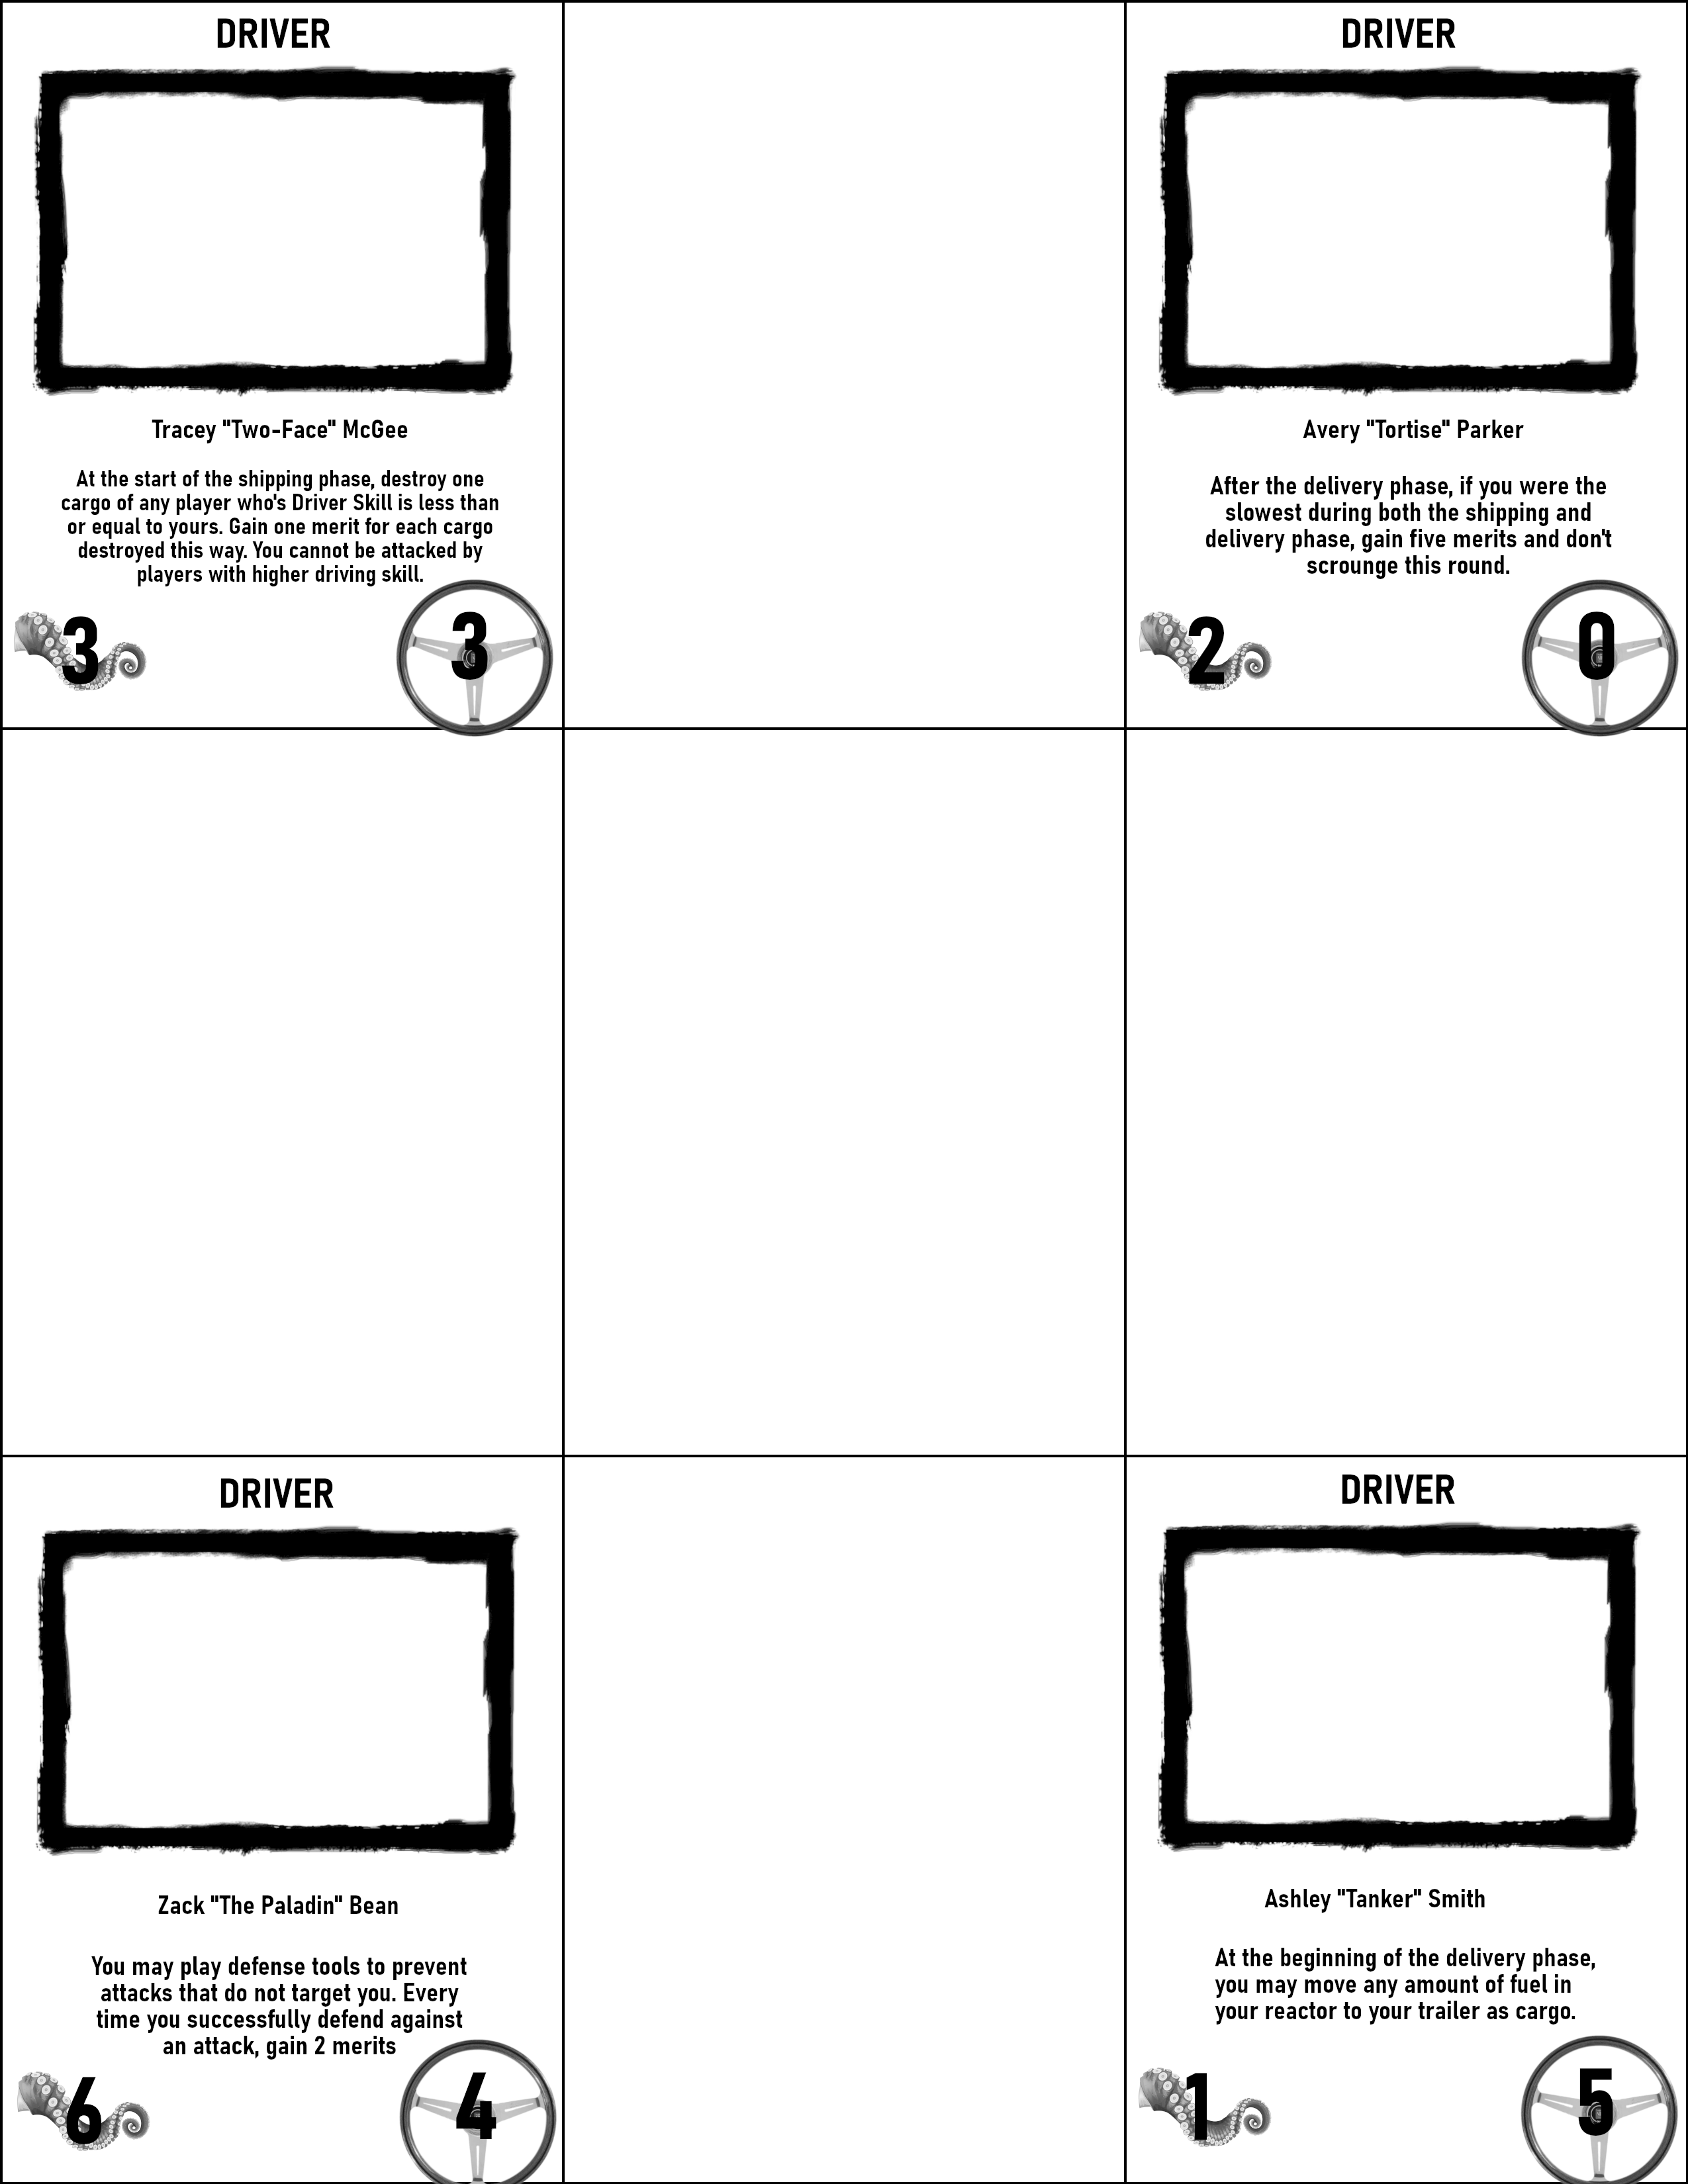 DRIVER
Tracey "Two-Face" McGee
At the start of the shipping phase, destroy one
cargo of any player who's Driver Skill is less than
or equal to yours. Gain one merit for each cargo
destroyed this way. You cannot be attacked by
players with higher driving skill.
3
3
DRIVER
Avery "Tortise" Parker
After the delivery phase, if you were the
slowest during both the shipping and
delivery phase, gain five merits and don't
scrounge this round.
2
0
DRIVER
Zack "The Paladin" Bean
You may play defense tools to prevent
attacks that do not target you. Every
time you successfully defend against
an attack, gain 2 merits
6
4
DRIVER
Ashley "Tanker" Smith
At the beginning of the delivery phase,
you may move any amount of fuel in
your reactor to your trailer as cargo.
1
5